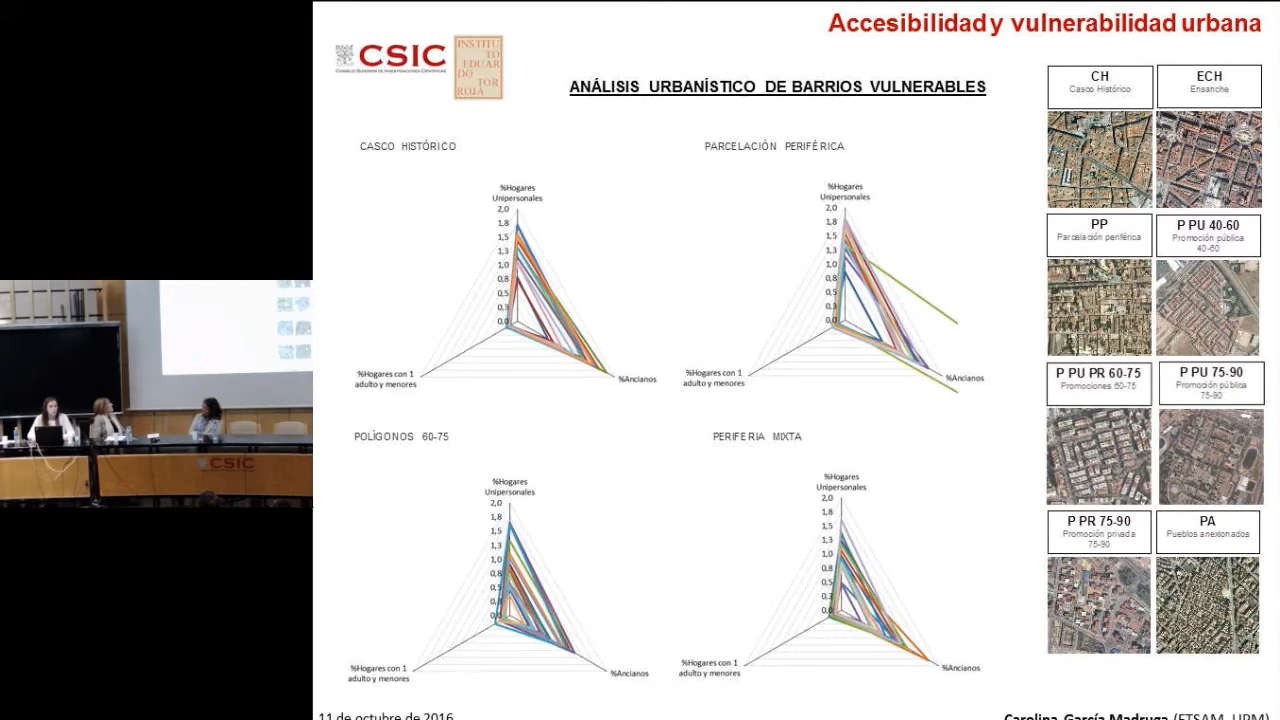 Accesibilidad y vulnerabilidad urbana
CSIC
CONSEJO SUPERIOR DE INVESTIGACIONES CIENTÍFICAS
INSTITU
TO
EDUAR
DO TOR
ROJA
ANÁLISIS URBANÍSTICO DE BARRIOS VULNERABLES
CH
Casco Histórico
ECH
Ensanche
CASCO HISTÓRICO
PARCELACIÓN PERIFÉRICA
%Hogares
Unipersonales
2,0
1,8
1,5
1,3
1,0
0,8
0,5
0,3
0,0
%Hogares con 1
adulto y menores
%Ancianos
%Hogares
Unipersonales
2,0
1,8
1,5
1,3
1,0
0,8
0,5
0,3
0,0
%Hogares con 1
adulto y menores
%Ancianos
PP
Parcelación periférica
P PU 40-60
Promoción pública
40-60
P PU PR 60-75
Promociones 60-75
P PU 75-90
Promoción pública
75-90
POLÍGONOS 60-75
PERIFERIA MIXTA
%Hogares
Unipersonales
2,0
1,8
1,5
1,3
1,0
0,8
0,5
0,3
0,0
%Hogares con 1
adulto y menores
%Ancianos
%Hogares
Unipersonales
2,0
1,8
1,5
1,3
1,0
0,8
0,5
0,3
0,0
%Hogares con 1
adulto y menores
%Ancianos
P PR 75-90
Promoción privada
75-90
PA
Pueblos anexionados
CSIC
11 de octubre de 2016
Carolina García Madruga (ETSAM, UPM)